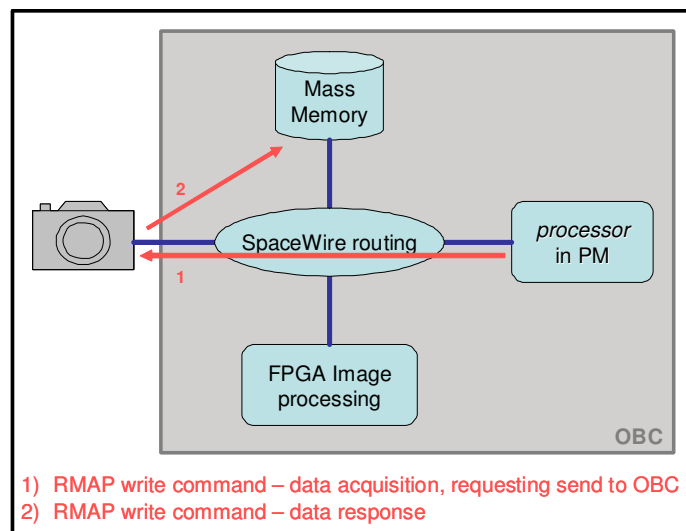 Mass
Memory
2
SpaceWire routing
processor
in PM
1
FPGA Image
processing
OBC
1) RMAP write command – data acquisition, requesting send to OBC
2) RMAP write command – data response